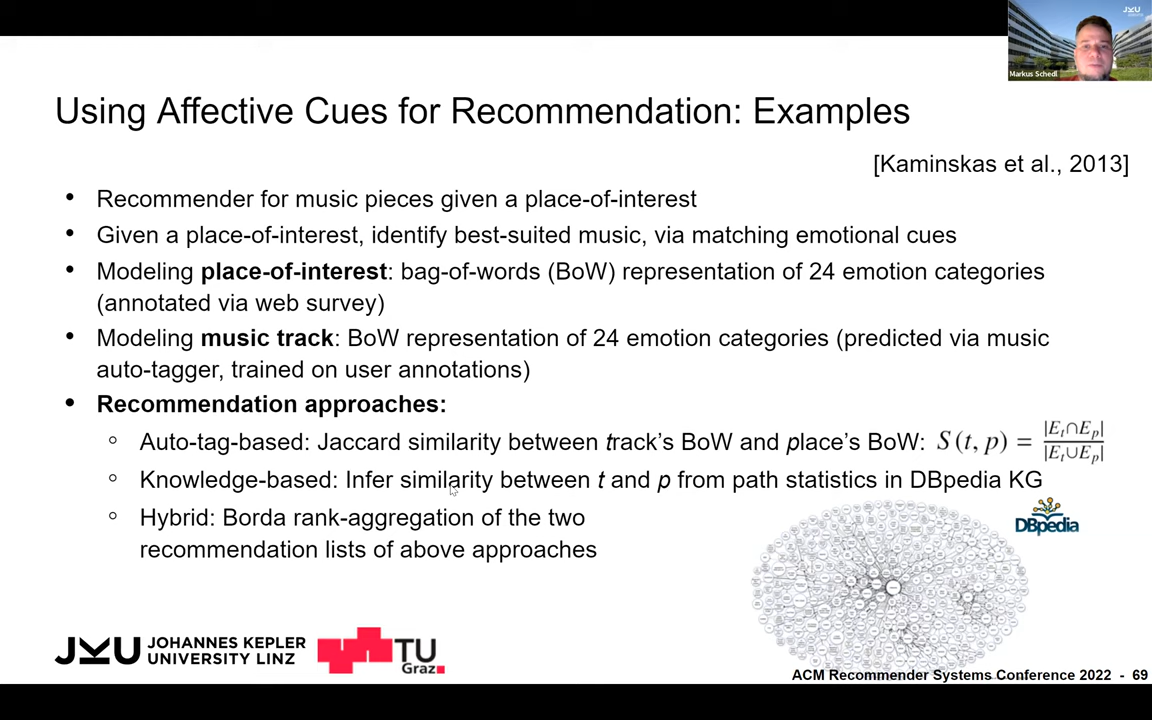 JYU
Markus Schedl
Using Affective Cues for Recommendation: Examples
[Kaminskas et al., 2013]
• Recommender for music pieces given a place-of-interest
• Given a place-of-interest, identify best-suited music, via matching emotional cues
• Modeling place-of-interest: bag-of-words (BoW) representation of 24 emotion categories
(annotated via web survey)
• Modeling music track: BoW representation of 24 emotion categories (predicted via music
auto-tagger, trained on user annotations)
• Recommendation approaches:
○ Auto-tag-based: Jaccard similarity between track's BoW and place's BoW: S(t, p) = |Eₜ∩Eₚ| / |Eₜ∪Eₚ|
○ Knowledge-based: Infer similarity between t and p from path statistics in DBpedia KG
○ Hybrid: Borda rank-aggregation of the two
recommendation lists of above approaches
DBpedia
JYU JOHANNES KEPLER
UNIVERSITY LINZ
TU
Graz
ACM Recommender Systems Conference 2022 - 69